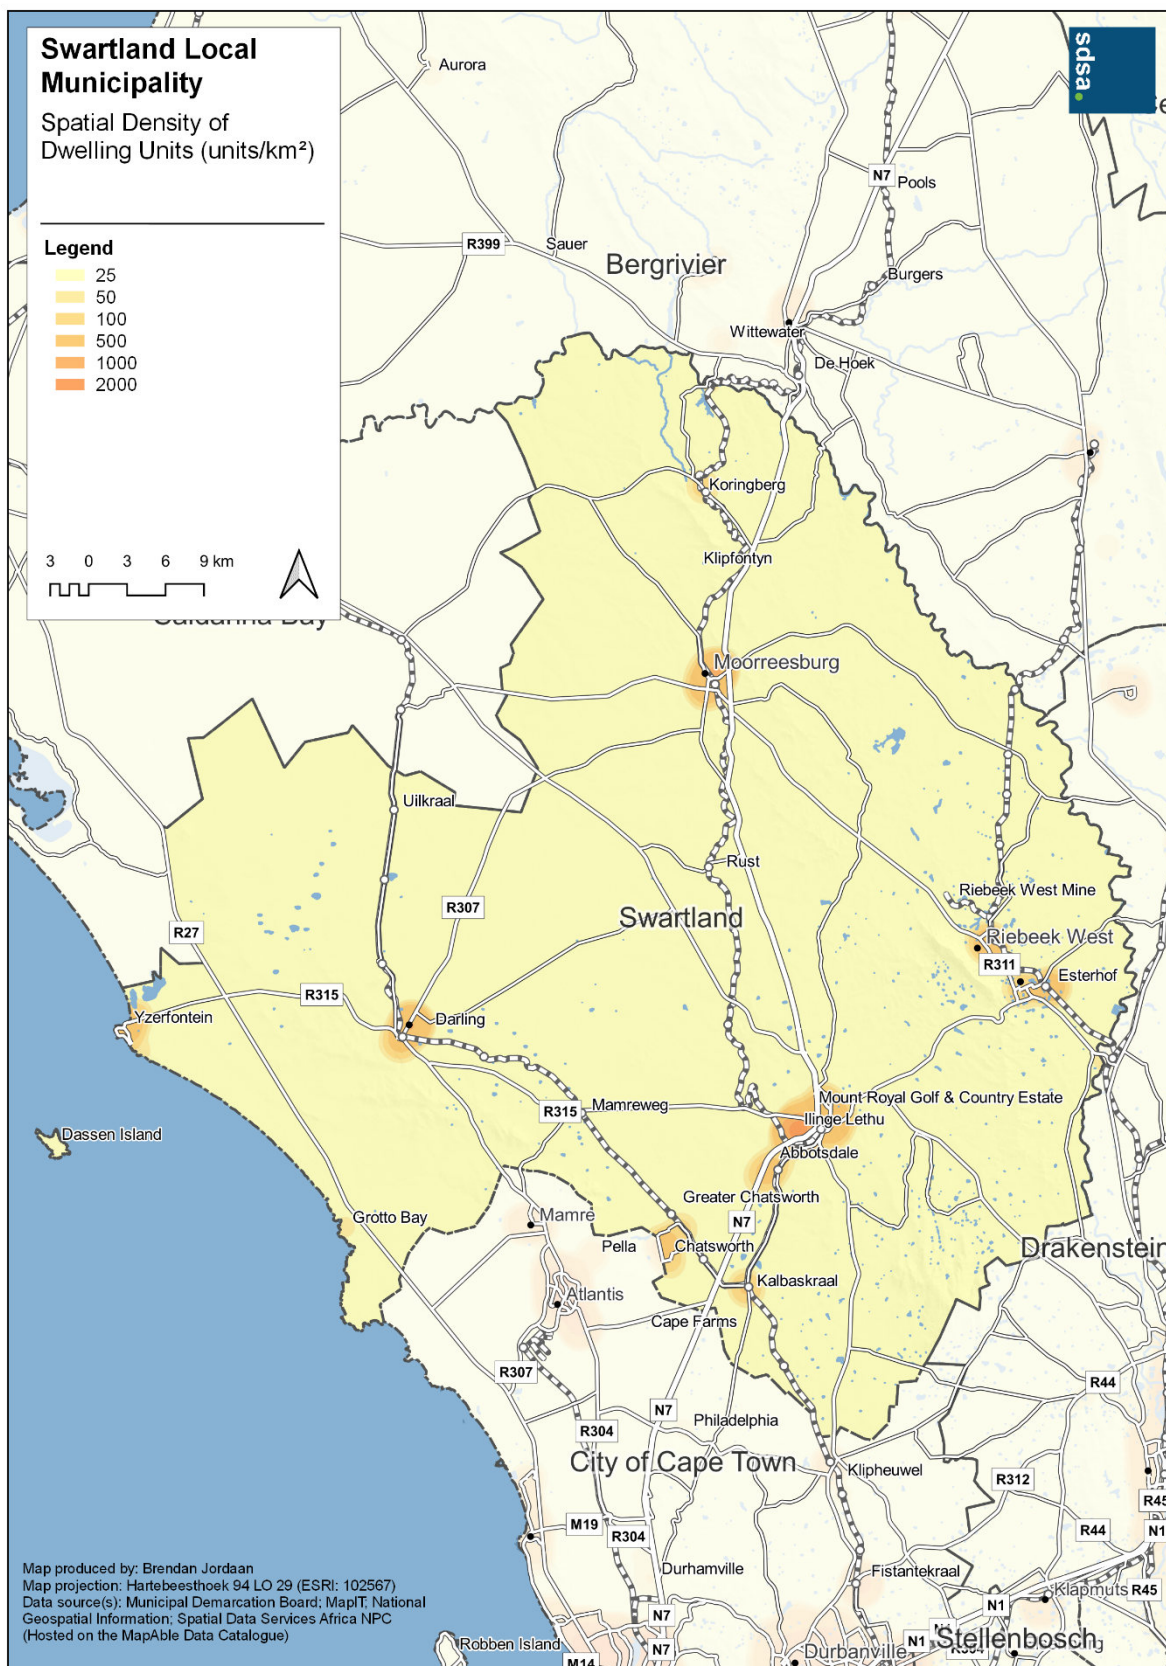 Swartland Local
Municipality
Spatial Density of
Dwelling Units (units/km²)
Legend
25
50
100
500
1000
2000
3 0 3 6 9 km
sdsa.
Aurora
N7
Pools
R399
Sauer
Bergrivier
Burgers
Wittewater
De Hoek
Koringberg
Klipfontyn
Saldanha Bay
Moorreesburg
Uilkraal
Rust
Riebeek West Mine
R307
Swartland
R27
Riebeek West
R311
Esterhof
R315
Yzerfontein
Darling
Mount Royal Golf & Country Estate
R315
Mamreweg
Ilinge Lethu
Dassen Island
Abbotsdale
Greater Chatsworth
Grotto Bay
Mamre
N7
Pella
Chatsworth
Drakenstein
Kalbaskraal
Atlantis
Cape Farms
R307
R44
N7
Philadelphia
R304
City of Cape Town
Klipheuwel
R312
R45
M19
R304
R44
N1
Durhamville
Fistantekraal
Klapmuts
R45
N1
N7
Robben Island
N7
Durbanville
N1
Stellenbosch
M14
Map produced by: Brendan Jordaan
Map projection: Hartebeesthoek 94 LO 29 (ESRI: 102567)
Data source(s): Municipal Demarcation Board; MapIT; National
Geospatial Information; Spatial Data Services Africa NPC
(Hosted on the MapAble Data Catalogue)